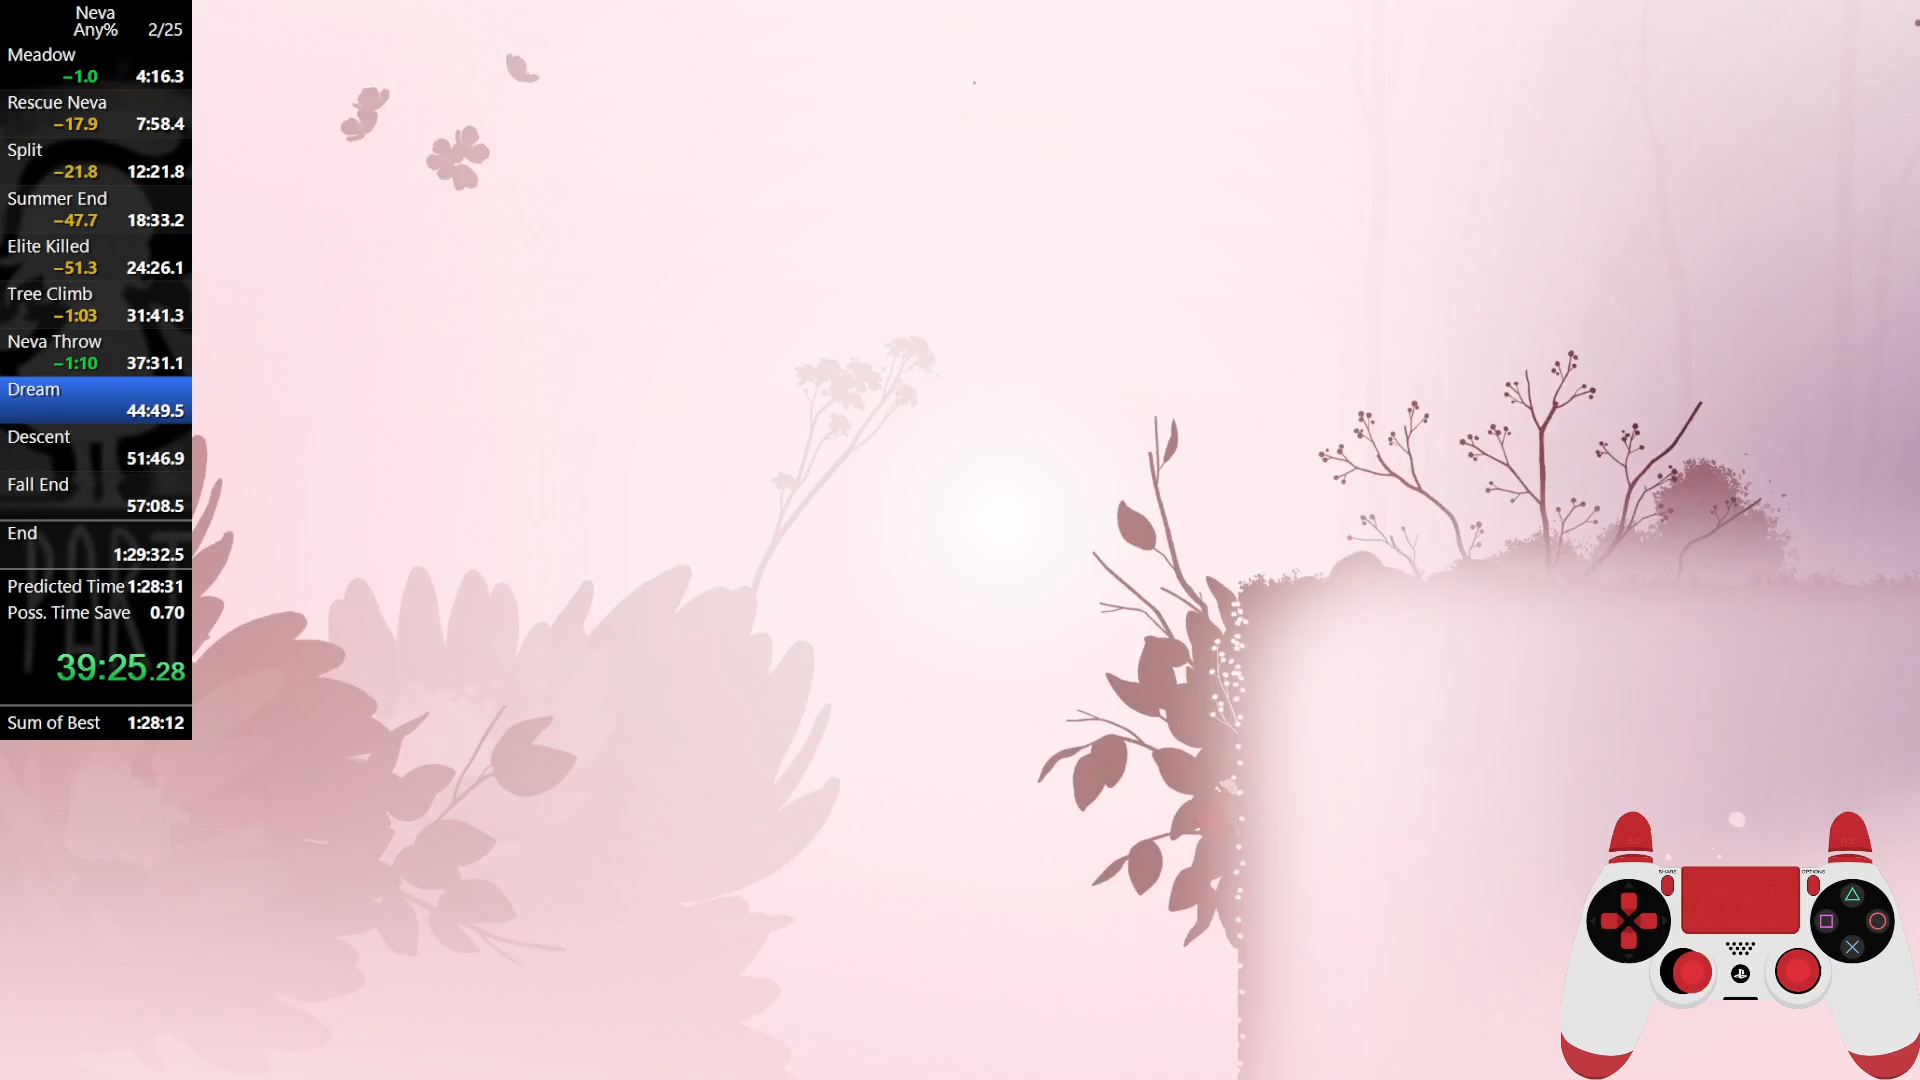 Neva
Any% 2/25
Meadow
−1.0 4:16.3
Rescue Neva
−17.9 7:58.4
Split
−21.8 12:21.8
Summer End
−47.7 18:33.2
Elite Killed
−51.3 24:26.1
Tree Climb
−1:03 31:41.3
Neva Throw
−1:10 37:31.1
Dream
44:49.5
Descent
51:46.9
Fall End
57:08.5
End
1:29:32.5
Predicted Time 1:28:31
Poss. Time Save 0.70
39:25.28
Sum of Best 1:28:12
SHARE OPTIONS